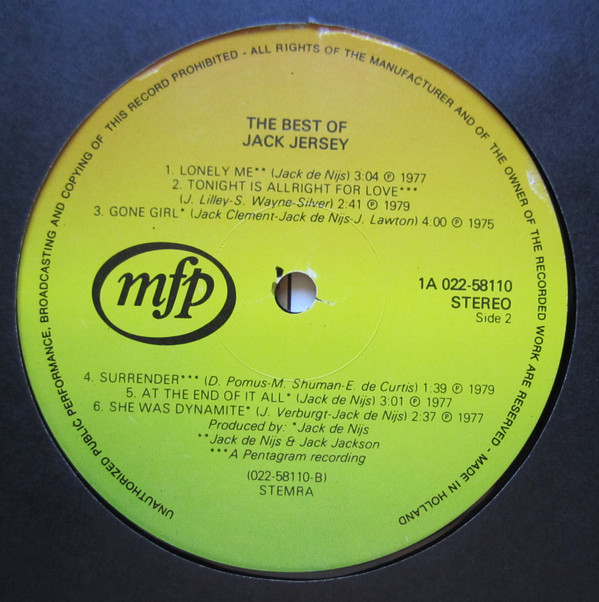 UNAUTHORIZED PUBLIC PERFORMANCE, BROADCASTING AND COPYING OF THIS RECORD PROHIBITED - ALL RIGHTS OF THE MANUFACTURER AND OF THE OWNER OF THE RECORDED WORK ARE RESERVED - MADE IN HOLLAND
THE BEST OF
JACK JERSEY
1. LONELY ME** (Jack de Nijs) 3:04 ℗ 1977
2. TONIGHT IS ALLRIGHT FOR LOVE***
(J. Lilley-S. Wayne-Silver) 2:41 ℗ 1979
3. GONE GIRL* (Jack Clement-Jack de Nijs-J. Lawton) 4:00 ℗ 1975
mfp
1A 022-58110
STEREO
Side 2
4. SURRENDER*** (D. Pomus-M. Shuman-E. de Curtis) 1:39 ℗ 1979
5. AT THE END OF IT ALL* (Jack de Nijs) 3:01 ℗ 1977
6. SHE WAS DYNAMITE* (J. Verburgt-Jack de Nijs) 2:37 ℗ 1977
Produced by: *Jack de Nijs
**Jack de Nijs & Jack Jackson
***A Pentagram recording
(022-58110-B)
STEMRA